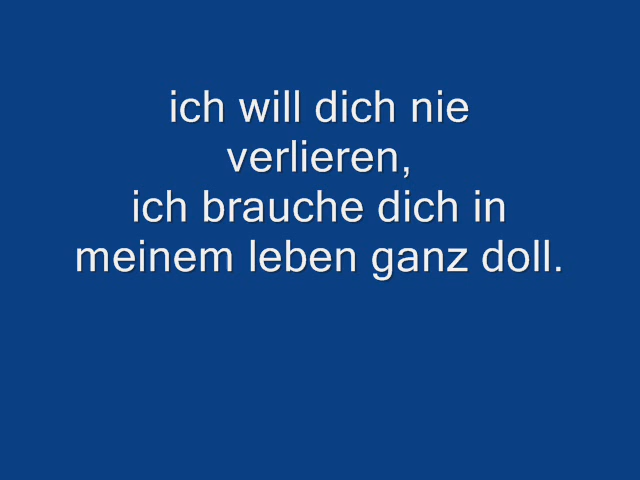 ich will dich nie
verlieren,
ich brauche dich in
meinem leben ganz doll.